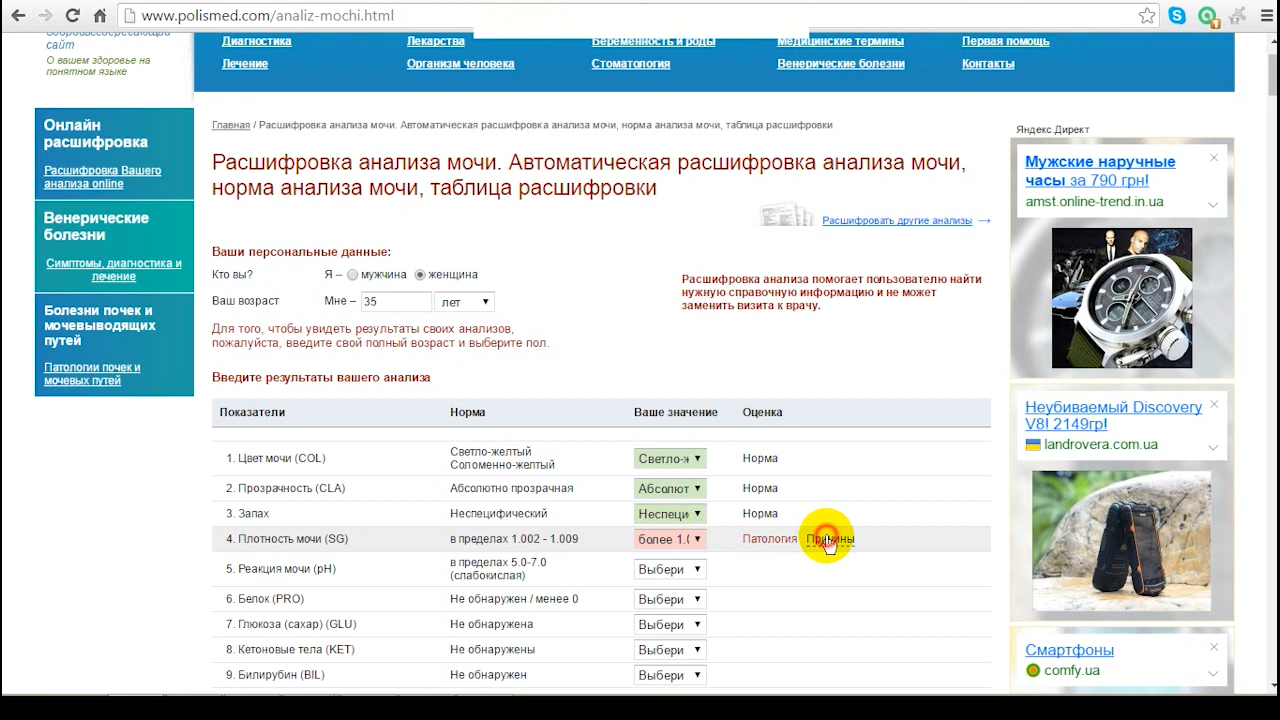 www.polismed.com/analiz-mochi.html
сайт
О вашем здоровье на
понятном языке
Диагностика
Лекарства
Беременность и роды
Медицинские термины
Первая помощь
Лечение
Организм человека
Стоматология
Венерические болезни
Контакты
Онлайн
расшифровка
Расшифровка Вашего
анализа online
Венерические
болезни
Симптомы, диагностика и
лечение
Болезни почек и
мочевыводящих
путей
Патологии почек и
мочевых путей
Главная / Расшифровка анализа мочи. Автоматическая расшифровка анализа мочи, норма анализа мочи, таблица расшифровки
Расшифровка анализа мочи. Автоматическая расшифровка анализа мочи,
норма анализа мочи, таблица расшифровки
Расшифровать другие анализы →
Ваши персональные данные:
Кто вы? Я – мужчина женщина
Ваш возраст Мне – 35 лет
Для того, чтобы увидеть результаты своих анализов,
пожалуйста, введите свой полный возраст и выберите пол.
Расшифровка анализа помогает пользователю найти
нужную справочную информацию и не может
заменить визита к врачу.
Введите результаты вашего анализа
Показатели Норма Ваше значение Оценка
1. Цвет мочи (COL) Светло-желтый Соломенно-желтый Светло-ж Норма
2. Прозрачность (CLA) Абсолютно прозрачная Абсолют Норма
3. Запах Неспецифический Неспеци Норма
4. Плотность мочи (SG) в пределах 1.002 - 1.009 более 1.0 Патология Причины
5. Реакция мочи (pH) в пределах 5.0-7.0 (слабокислая) Выбери
6. Белок (PRO) Не обнаружен / менее 0 Выбери
7. Глюкоза (сахар) (GLU) Не обнаружена Выбери
8. Кетоновые тела (KET) Не обнаружены Выбери
9. Билирубин (BIL) Не обнаружен Выбери
Яндекс.Директ
Мужские наручные
часы за 790 грн!
amst.online-trend.in.ua
Неубиваемый Discovery
V8! 2149гр!
landrovera.com.ua
Смартфоны
comfy.ua